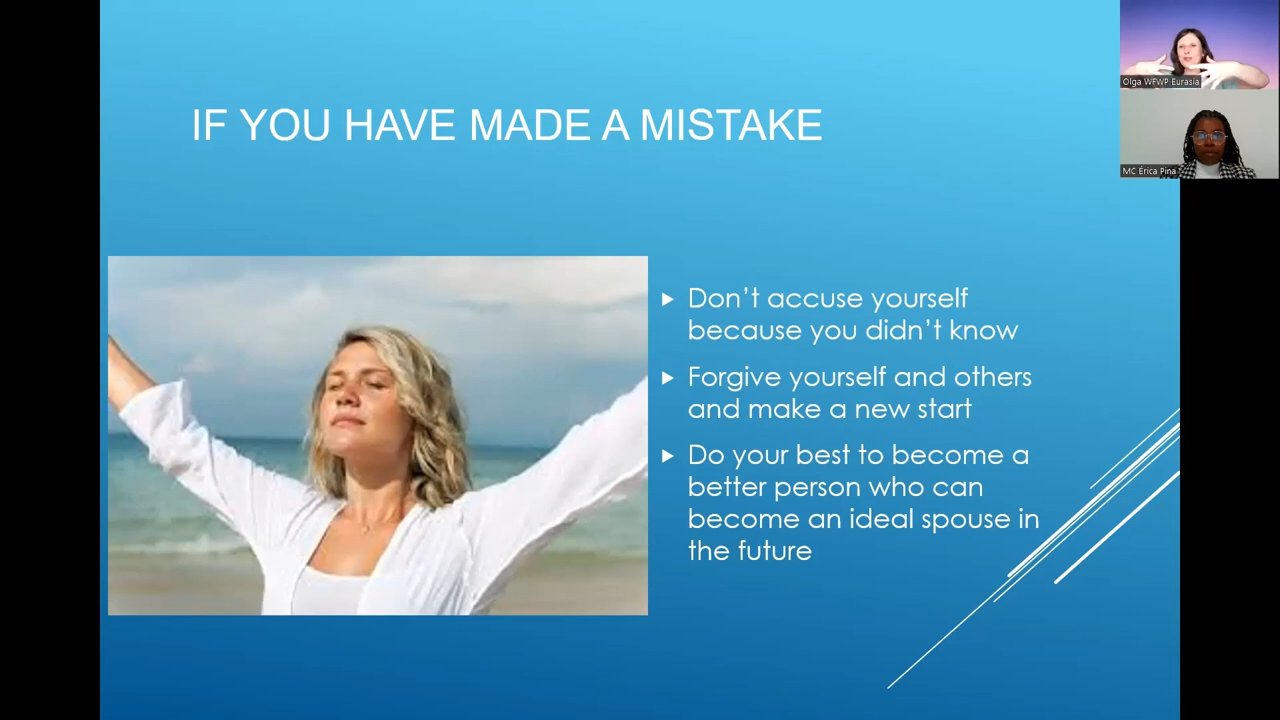 Olga WFWP Eurasia
IF YOU HAVE MADE A MISTAKE
MC Érica Pina
Don’t accuse yourself
because you didn’t know
Forgive yourself and others
and make a new start
Do your best to become a
better person who can
become an ideal spouse in
the future